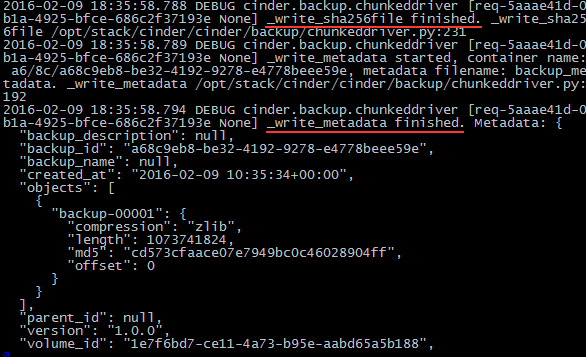 2016-02-09 18:35:58.788 DEBUG cinder.backup.chunkeddriver [req-5aaae41d-0
b1a-4925-bfce-686c2f37193e None] _write_sha256file finished. _write_sha25
6file /opt/stack/cinder/cinder/backup/chunkeddriver.py:231
2016-02-09 18:35:58.789 DEBUG cinder.backup.chunkeddriver [req-5aaae41d-0
b1a-4925-bfce-686c2f37193e None] _write_metadata started, container name:
 a6/8c/a68c9eb8-be32-4192-9278-e4778beee59e, metadata filename: backup_me
tadata. _write_metadata /opt/stack/cinder/cinder/backup/chunkeddriver.py:
192
2016-02-09 18:35:58.794 DEBUG cinder.backup.chunkeddriver [req-5aaae41d-0
b1a-4925-bfce-686c2f37193e None] _write_metadata finished. Metadata: {
  "backup_description": null,
  "backup_id": "a68c9eb8-be32-4192-9278-e4778beee59e",
  "backup_name": null,
  "created_at": "2016-02-09 10:35:34+00:00",
  "objects": [
    {
      "backup-00001": {
        "compression": "zlib",
        "length": 1073741824,
        "md5": "cd573cfaace07e7949bc0c46028904ff",
        "offset": 0
      }
    }
  ],
  "parent_id": null,
  "version": "1.0.0",
  "volume_id": "1e7f6bd7-ce11-4a73-b95e-aabd65a5b188",